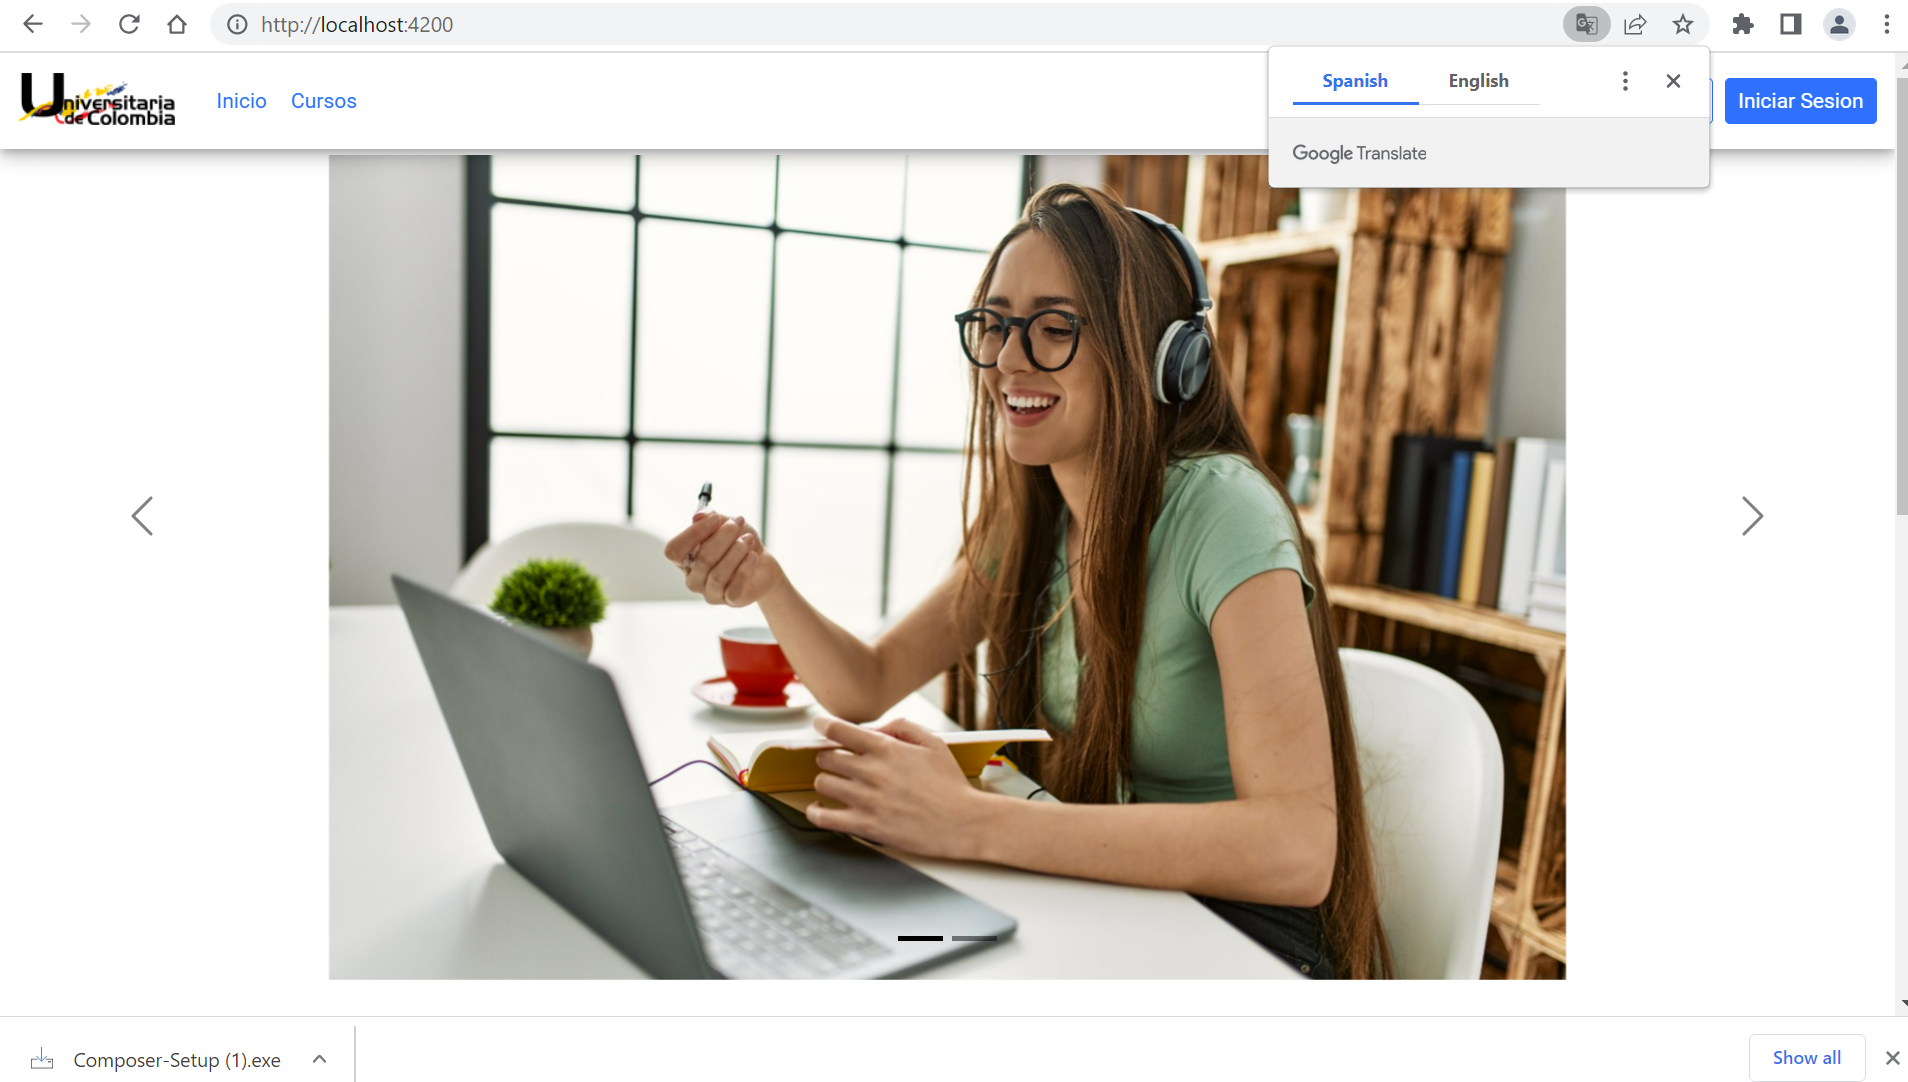 http://localhost:4200
Universitaria
de Colombia
Inicio
Cursos
Spanish
English
Google Translate
Iniciar Sesion
Composer-Setup (1).exe
Show all